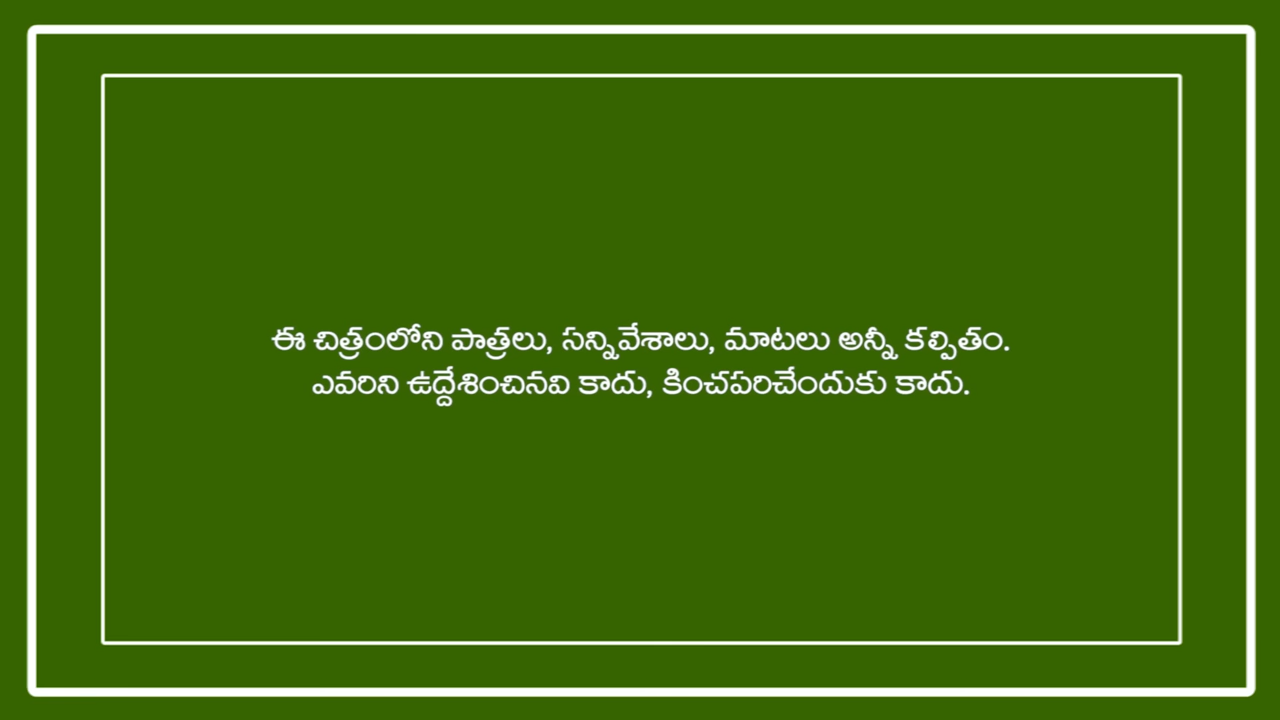 ఈ చిత్రంలోని పాత్రలు, సన్నివేశాలు, మాటలు అన్నీ కల్పితం.
ఎవరిని ఉద్దేశించినవి కాదు, కించపరిచేందుకు కాదు.